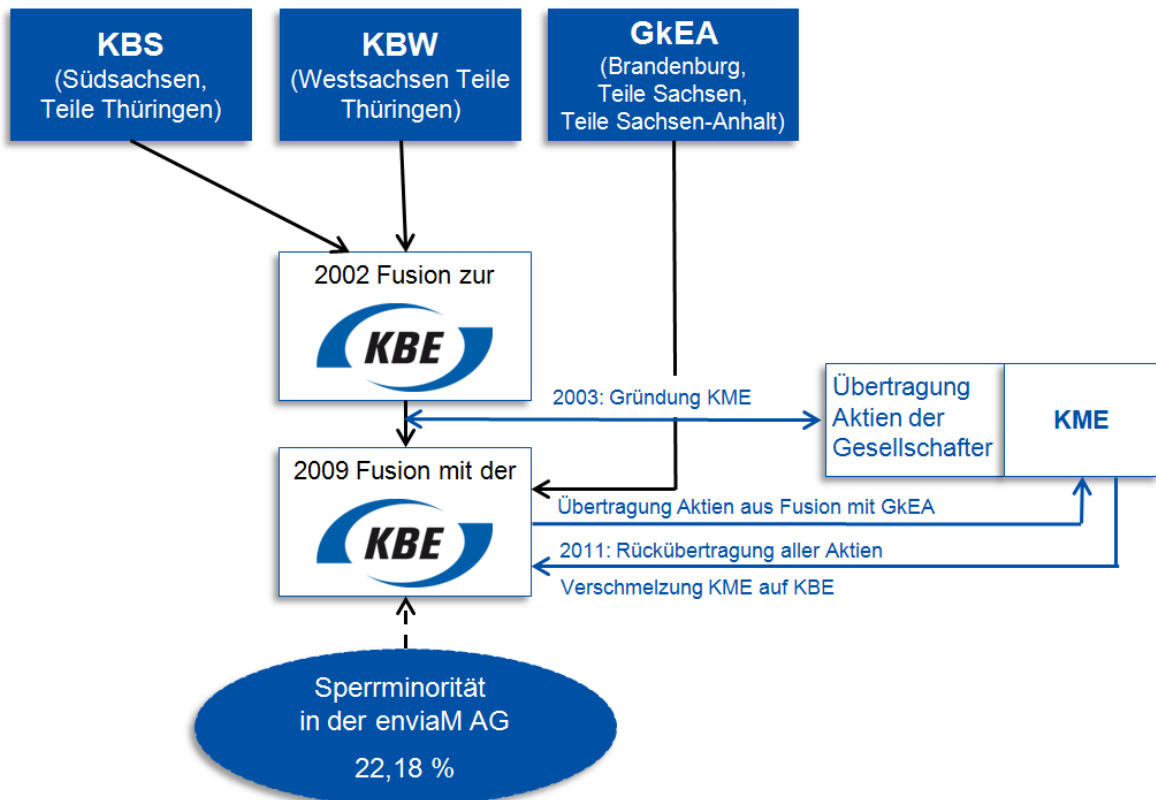 KBS
(Südsachsen,
Teile Thüringen)
KBW
(Westsachsen Teile
Thüringen)
GkEA
(Brandenburg,
Teile Sachsen,
Teile Sachsen-Anhalt)
2002 Fusion zur
KBE
2003: Gründung KME
Übertragung
Aktien der
Gesellschafter
KME
2009 Fusion mit der
KBE
Übertragung Aktien aus Fusion mit GkEA
2011: Rückübertragung aller Aktien
Verschmelzung KME auf KBE
Sperrminorität
in der enviaM AG
22,18 %